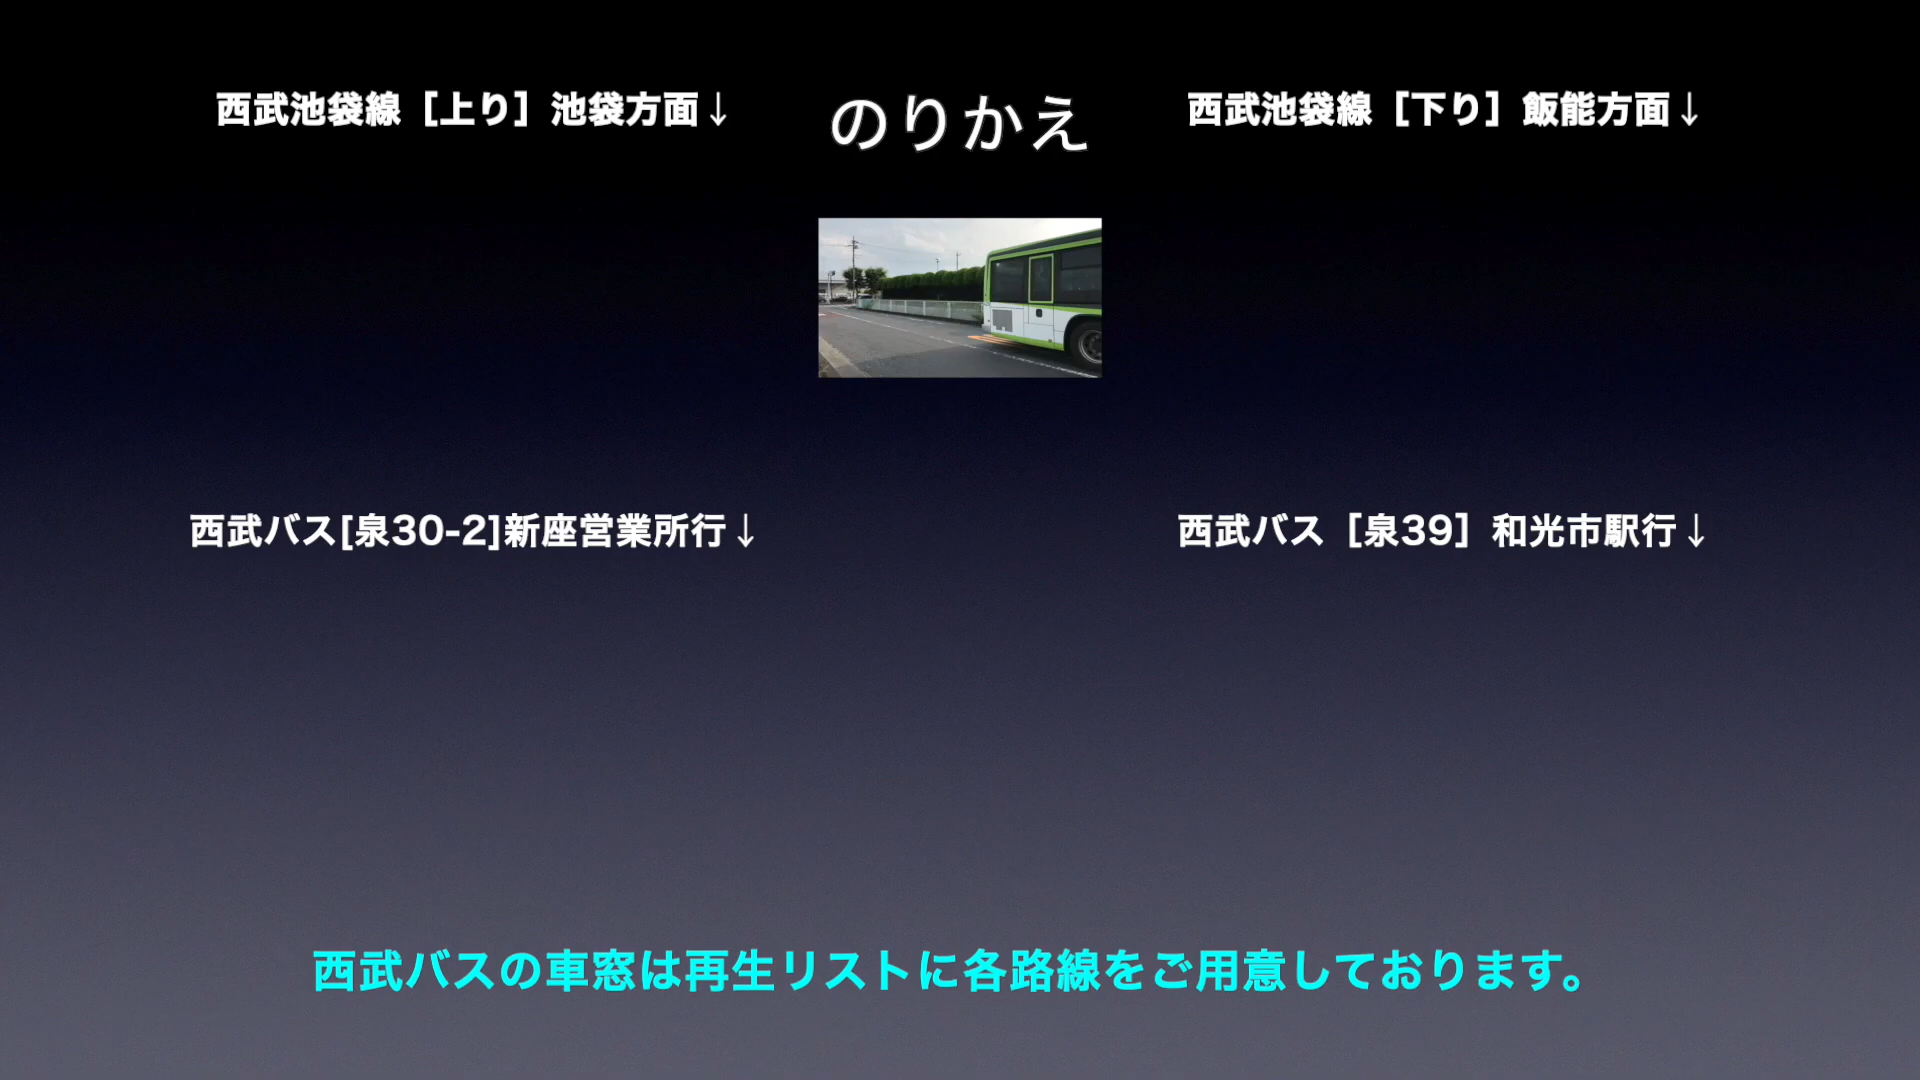 西武池袋線［上り］池袋方面↓
のりかえ
西武池袋線［下り］飯能方面↓
西武バス[泉30-2]新座営業所行↓
西武バス［泉39］和光市駅行↓
西武バスの車窓は再生リストに各路線をご用意しております。